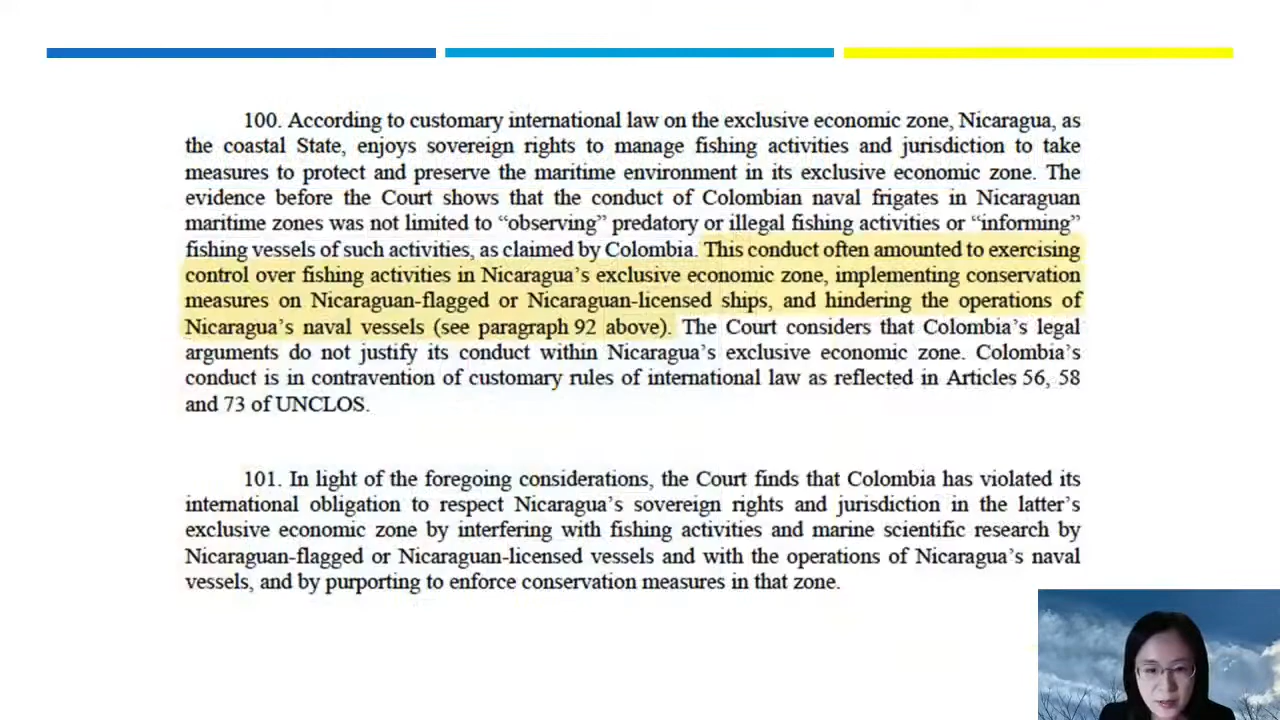 100. According to customary international law on the exclusive economic zone, Nicaragua, as
the coastal State, enjoys sovereign rights to manage fishing activities and jurisdiction to take
measures to protect and preserve the maritime environment in its exclusive economic zone. The
evidence before the Court shows that the conduct of Colombian naval frigates in Nicaraguan
maritime zones was not limited to “observing” predatory or illegal fishing activities or “informing”
fishing vessels of such activities, as claimed by Colombia. This conduct often amounted to exercising
control over fishing activities in Nicaragua’s exclusive economic zone, implementing conservation
measures on Nicaraguan-flagged or Nicaraguan-licensed ships, and hindering the operations of
Nicaragua’s naval vessels (see paragraph 92 above). The Court considers that Colombia’s legal
arguments do not justify its conduct within Nicaragua’s exclusive economic zone. Colombia’s
conduct is in contravention of customary rules of international law as reflected in Articles 56, 58
and 73 of UNCLOS.
101. In light of the foregoing considerations, the Court finds that Colombia has violated its
international obligation to respect Nicaragua’s sovereign rights and jurisdiction in the latter’s
exclusive economic zone by interfering with fishing activities and marine scientific research by
Nicaraguan-flagged or Nicaraguan-licensed vessels and with the operations of Nicaragua’s naval
vessels, and by purporting to enforce conservation measures in that zone.